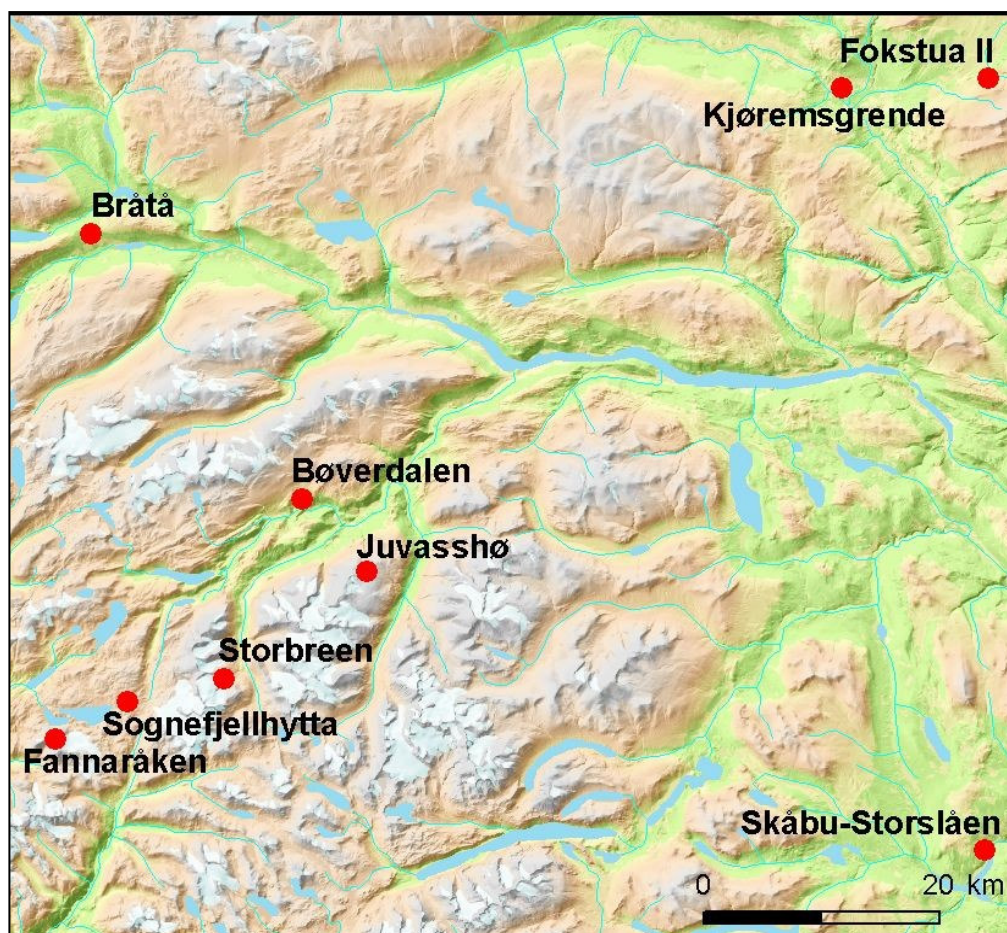 Fokstua II
Kjøremsgrende
Bråtå
Bøverdalen
Juvasshø
Storbreen
Sognefjellhytta
Fannaråken
Skåbu-Storslåen
0 20 km